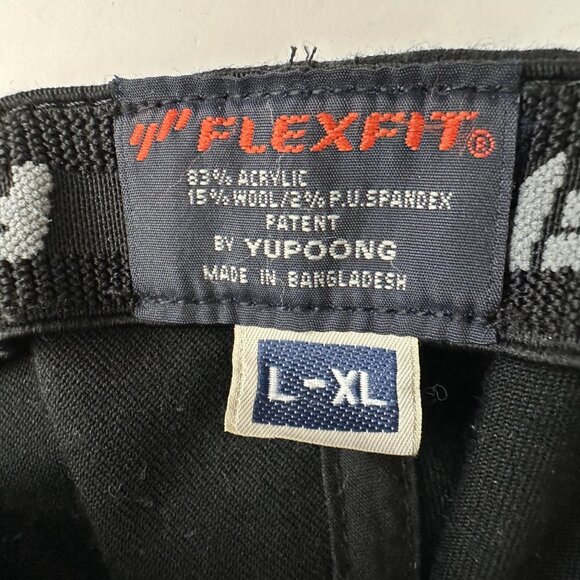 FLEXFIT®
83% ACRYLIC
15% WOOL/2% P.U.SPANDEX
PATENT
BY YUPOONG
MADE IN BANGLADESH
L-XL